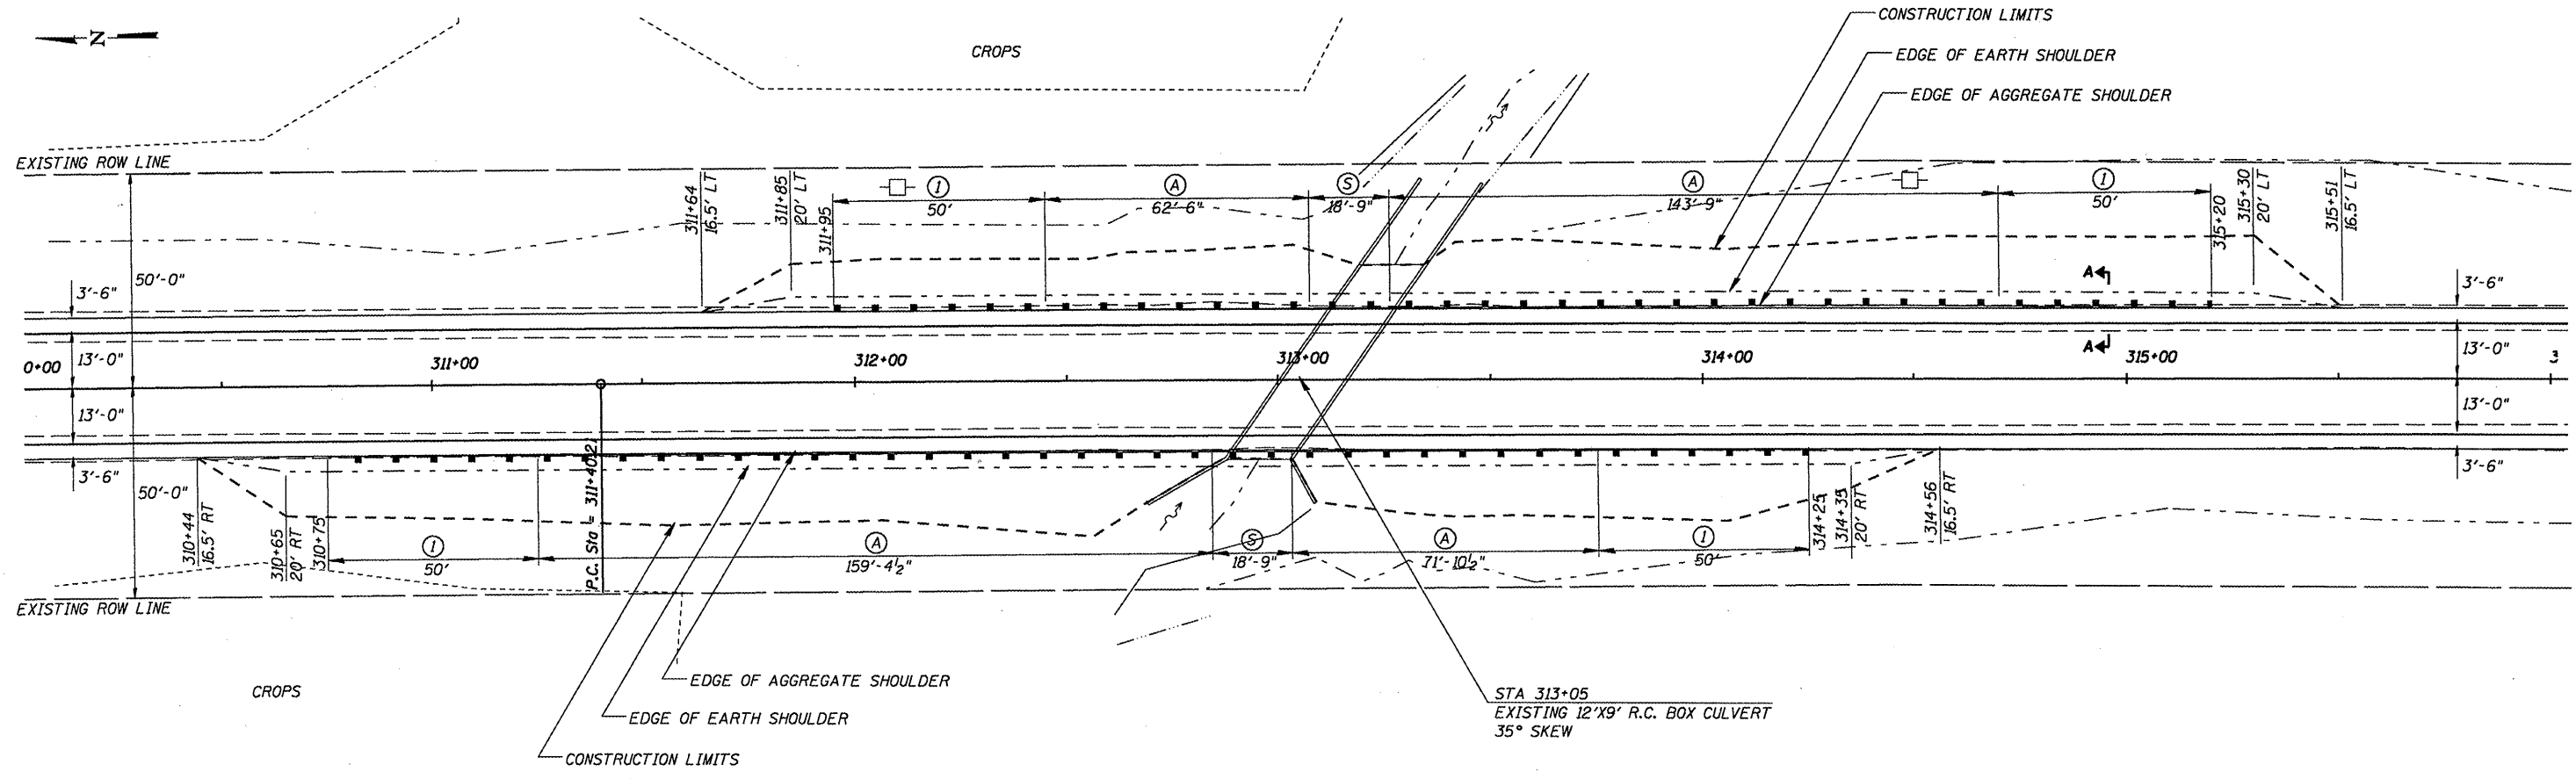 CONSTRUCTION LIMITS
N
CROPS
EDGE OF EARTH SHOULDER
EDGE OF AGGREGATE SHOULDER
EXISTING ROW LINE
311+64
16.5' LT
311+85
20' LT
311+95
1
50'
A
62'-6"
S
18'-9"
A
143'-9"
1
50'
315+20
315+30
20' LT
315+51
16.5' LT
50'-0"
3'-6"
3'-6"
A
A
0+00
13'-0"
311+00
312+00
313+00
314+00
315+00
3
13'-0"
13'-0"
13'-0"
3'-6"
3'-6"
50'-0"
P.C. Sta = 311+40.21
310+44
16.5' RT
310+65
20' RT
310+75
1
50'
A
159'-4½"
S
18'-9"
A
71'-10½"
1
50'
314+25
314+35
20' RT
314+56
16.5' RT
EXISTING ROW LINE
CROPS
EDGE OF AGGREGATE SHOULDER
EDGE OF EARTH SHOULDER
CONSTRUCTION LIMITS
STA 313+05
EXISTING 12'X9' R.C. BOX CULVERT
35° SKEW